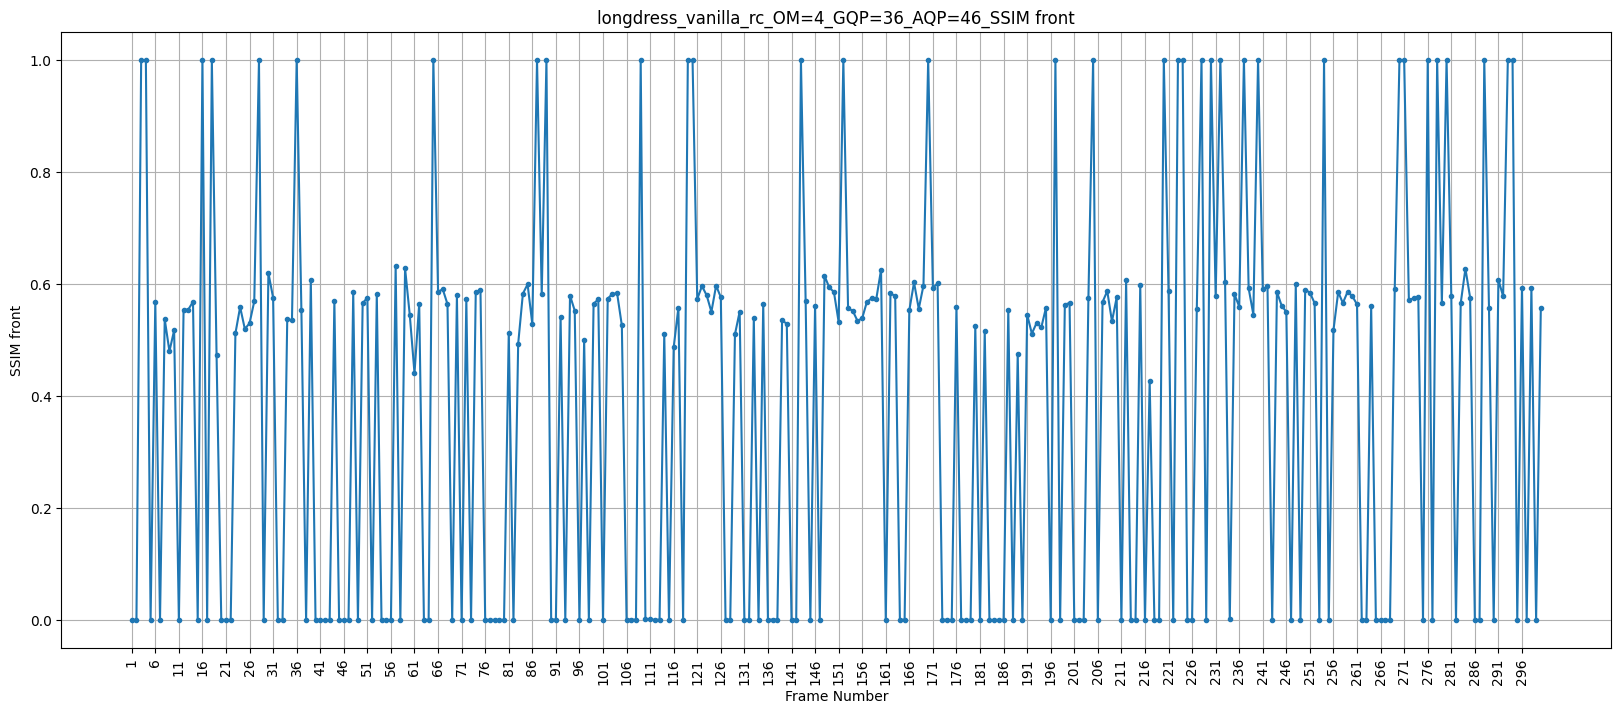 longdress_vanilla_rc_OM=4_GQP=36_AQP=46_SSIM front
1.0
0.8
0.6
0.4
0.2
0.0
SSIM front
1 6 11 16 21 26 31 36 41 46 51 56 61 66 71 76 81 86 91 96 101 106 111 116 121 126 131 136 141 146 151 156 161 166 171 176 181 186 191 196 201 206 211 216 221 226 231 236 241 246 251 256 261 266 271 276 281 286 291 296
Frame Number